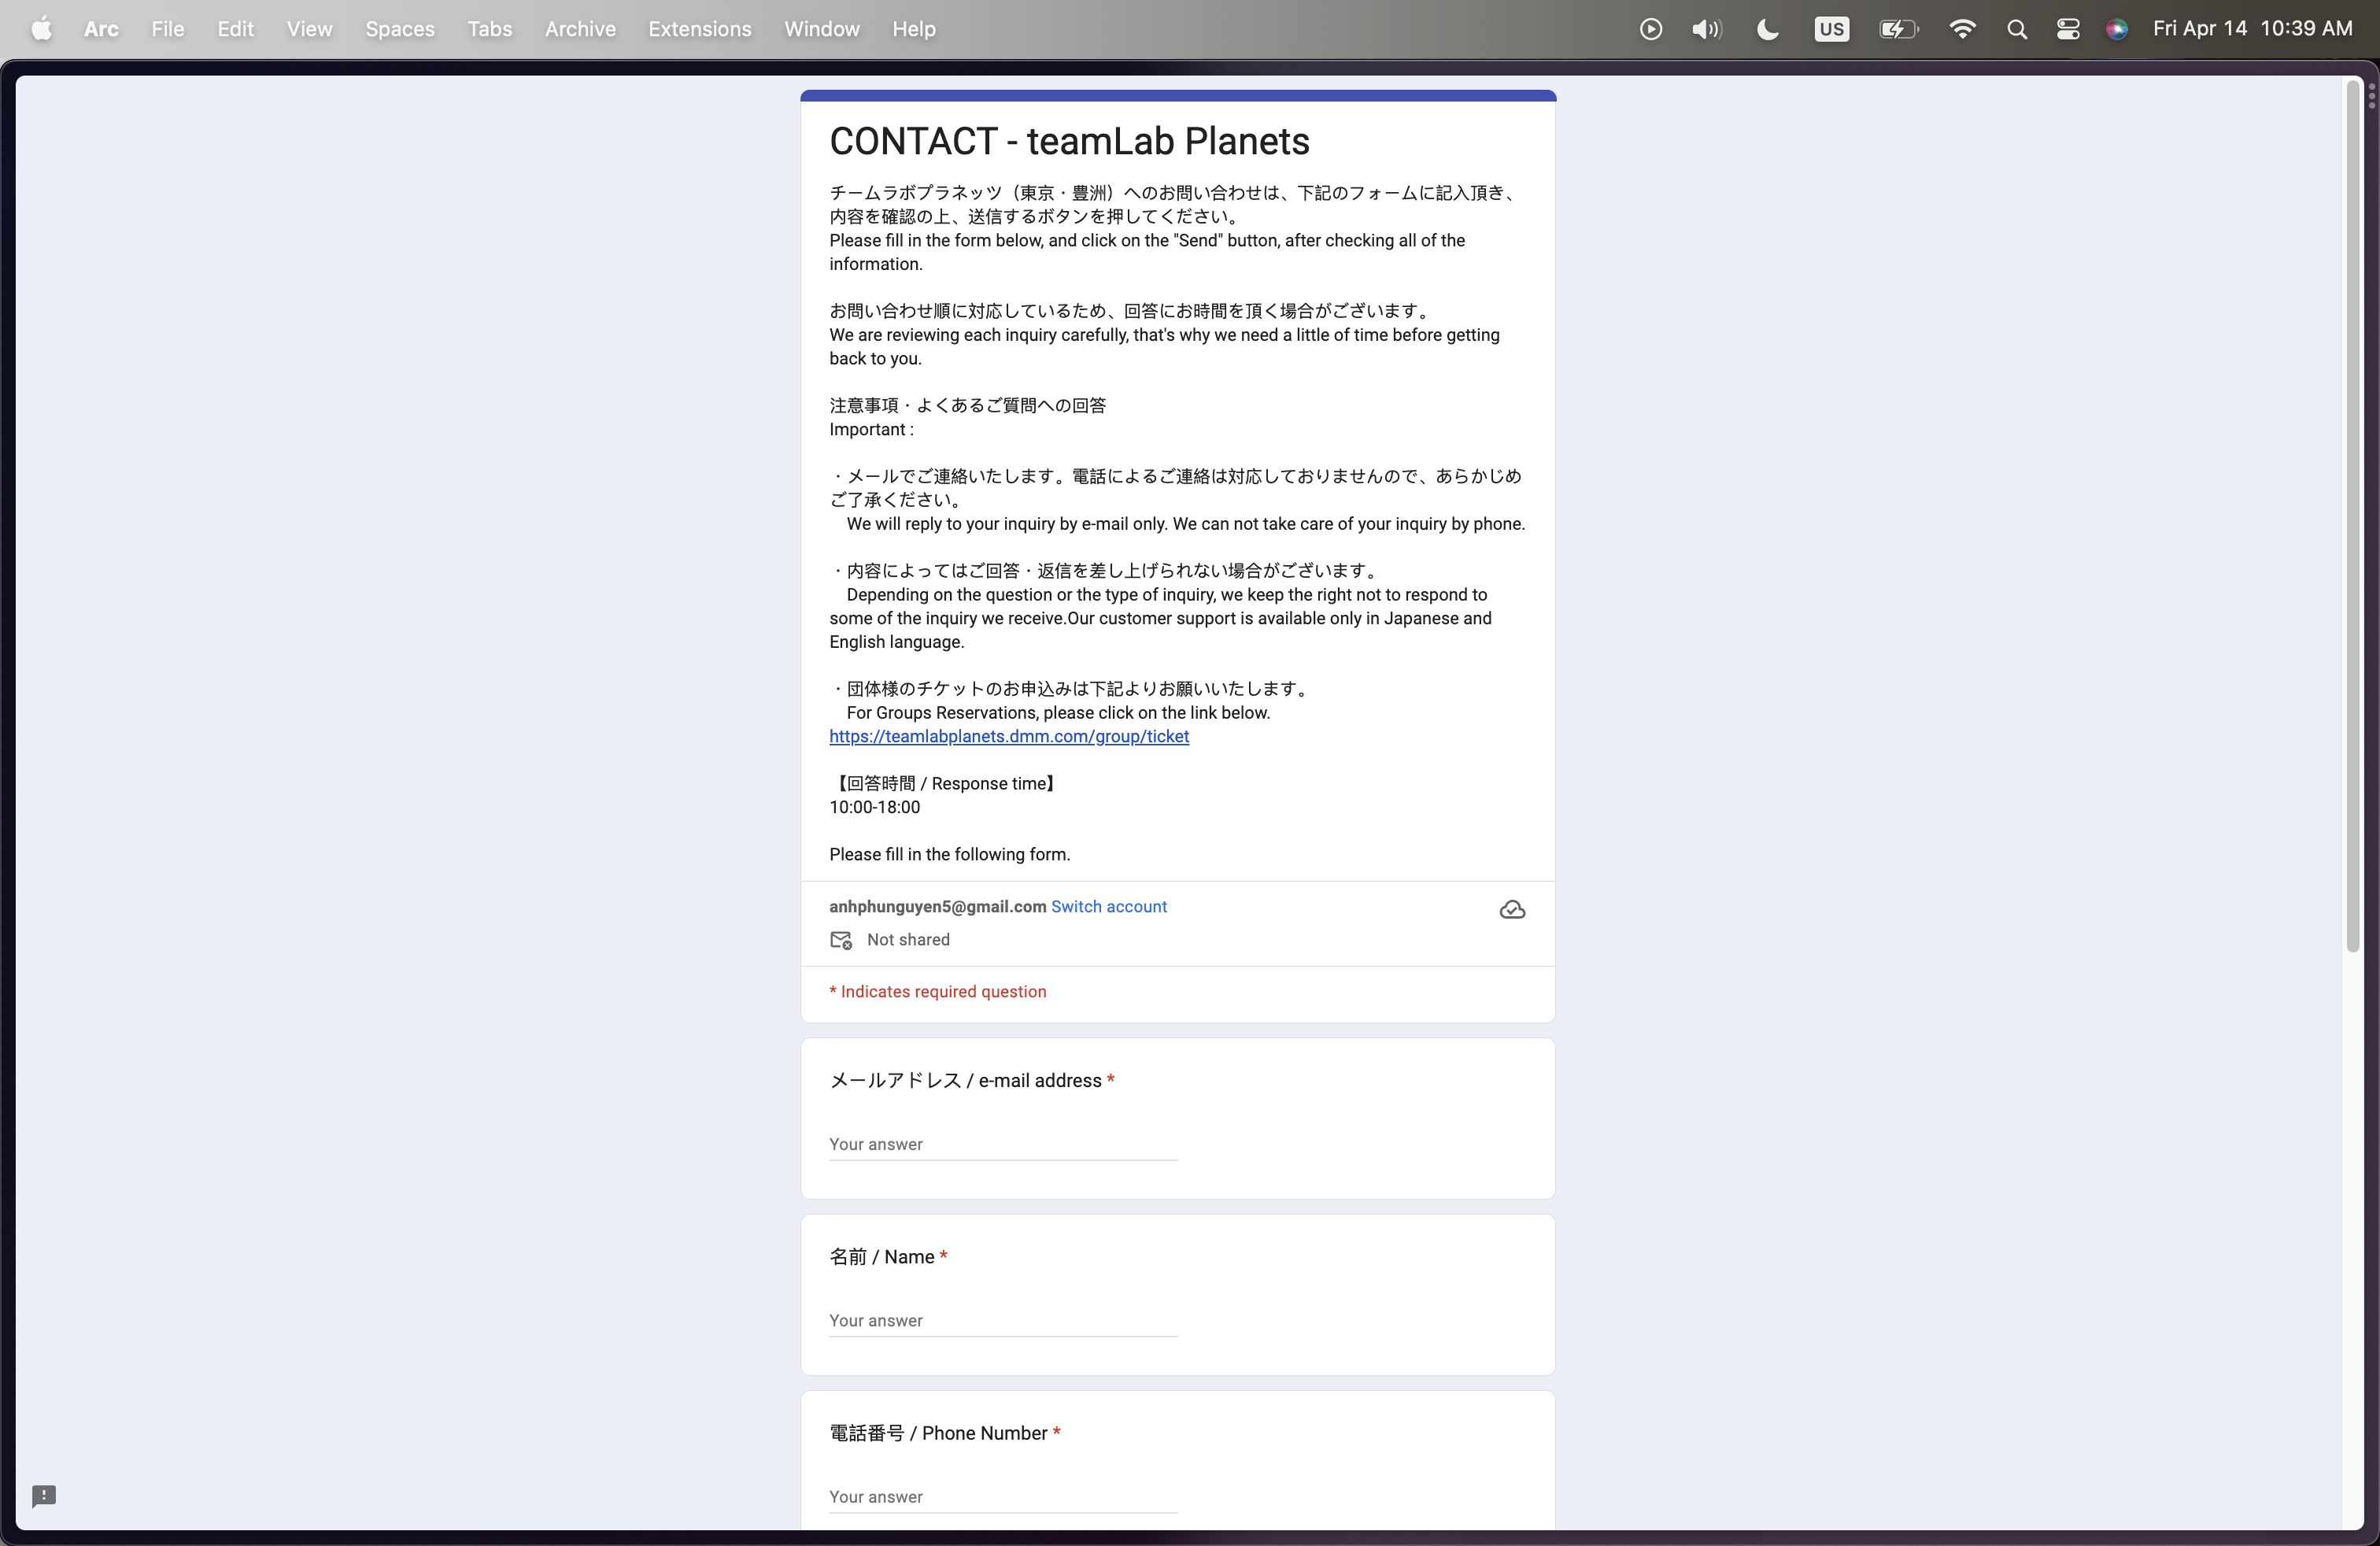 Arc File Edit View Spaces Tabs Archive Extensions Window Help US Fri Apr 14 10:39 AM
CONTACT - teamLab Planets
チームラボプラネッツ（東京・豊洲）へのお問い合わせは、下記のフォームに記入頂き、
内容を確認の上、送信するボタンを押してください。
Please fill in the form below, and click on the "Send" button, after checking all of the
information.
お問い合わせ順に対応しているため、回答にお時間を頂く場合がございます。
We are reviewing each inquiry carefully, that's why we need a little of time before getting
back to you.
注意事項・よくあるご質問への回答
Important :
・メールでご連絡いたします。電話によるご連絡は対応しておりませんので、あらかじめ
ご了承ください。
We will reply to your inquiry by e-mail only. We can not take care of your inquiry by phone.
・内容によってはご回答・返信を差し上げられない場合がございます。
Depending on the question or the type of inquiry, we keep the right not to respond to
some of the inquiry we receive.Our customer support is available only in Japanese and
English language.
・団体様のチケットのお申込みは下記よりお願いいたします。
For Groups Reservations, please click on the link below.
https://teamlabplanets.dmm.com/group/ticket
【回答時間 / Response time】
10:00-18:00
Please fill in the following form.
anhphunguyen5@gmail.com Switch account
Not shared
* Indicates required question
メールアドレス / e-mail address *
Your answer
名前 / Name *
Your answer
電話番号 / Phone Number *
Your answer